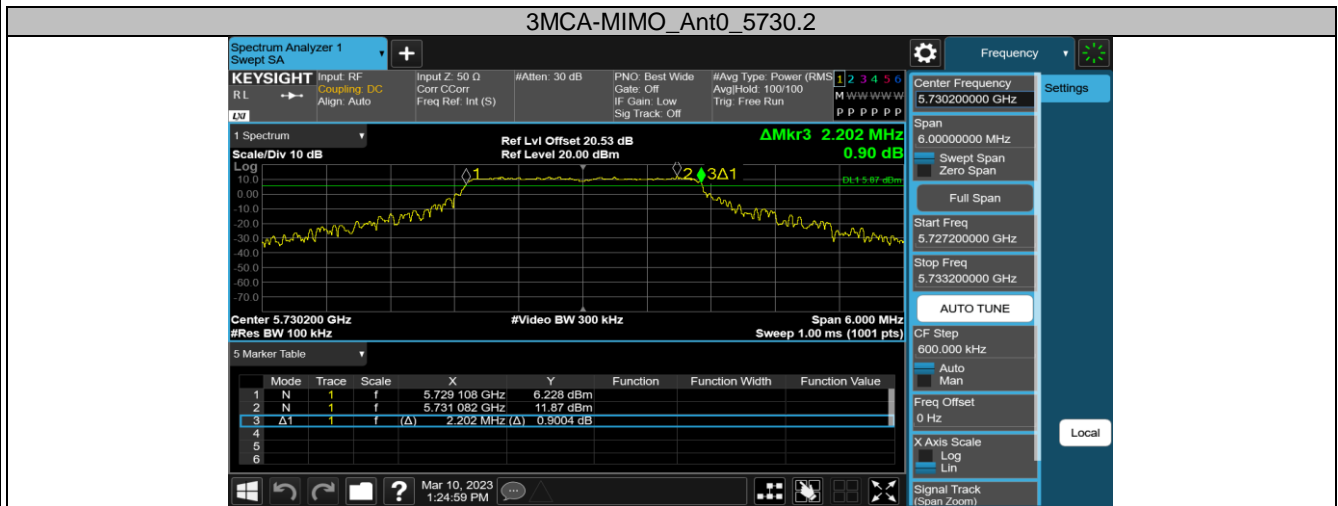 3MCA-MIMO_Ant0_5730.2
Spectrum Analyzer 1
Swept SA
Frequency
KEYSIGHT
RL
LXI
Input: RF
Coupling: DC
Align: Auto
Input Z: 50 Ω
Corr CCorr
Freq Ref: Int (S)
#Atten: 30 dB
PNO: Best Wide
Gate: Off
IF Gain: Low
Sig Track: Off
#Avg Type: Power (RMS
Avg|Hold: 100/100
Trig: Free Run
1 2 3 4 5 6
M W W W W W
P P P P P P
1 Spectrum
Scale/Div 10 dB
Ref Lvl Offset 20.53 dB
Ref Level 20.00 dBm
ΔMkr3 2.202 MHz
0.90 dB
Log
10.0
0.00
-10.0
-20.0
-30.0
-40.0
-50.0
-60.0
-70.0
1
2
3Δ1
DL1 5.87 dBm
Center 5.730200 GHz
#Res BW 100 kHz
#Video BW 300 kHz
Span 6.000 MHz
Sweep 1.00 ms (1001 pts)
5 Marker Table
Mode Trace Scale X Y Function Function Width Function Value
1 N 1 f 5.729 108 GHz 6.228 dBm
2 N 1 f 5.731 082 GHz 11.87 dBm
3 Δ1 1 f (Δ) 2.202 MHz (Δ) 0.9004 dB
4
5
6
Mar 10, 2023
1:24:59 PM
Center Frequency
5.730200000 GHz
Span
6.00000000 MHz
Swept Span
Zero Span
Full Span
Start Freq
5.727200000 GHz
Stop Freq
5.733200000 GHz
AUTO TUNE
CF Step
600.000 kHz
Auto
Man
Freq Offset
0 Hz
X Axis Scale
Log
Lin
Signal Track
(Span Zoom)
Settings
Local